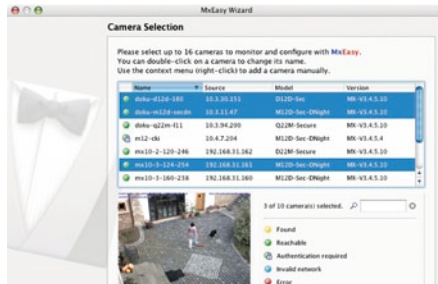 MxEasy Wizard
Camera Selection
Please select up to 16 cameras to monitor and configure with MxEasy.
You can double-click on a camera to change its name.
Use the context menu (right-click) to add a camera manually.
Name Source Model Version
doku-d12d-180 10.3.30.151 D12D-Sec MX-V3.4.5.10
doku-m12d-secdn 10.3.11.47 M12D-Sec-DNight MX-V3.4.5.10
doku-q22m-f11 10.3.94.200 Q22M-Secure MX-V3.4.5.10
m12-cki 10.4.7.204 M12D-Sec-DNight MX-V3.4.5.4
mx10-2-120-246 192.168.31.162 D22M-Secure MX-V3.4.5.10
mx10-3-124-254 192.168.31.161 M12D-Sec-DNight MX-V3.4.5.10
mx10-3-160-238 192.168.31.160 M12D-Sec-DNight MX-V3.4.5.10
3 of 10 camera(s) selected.
Found
Reachable
Authentication required
Invalid network
Error